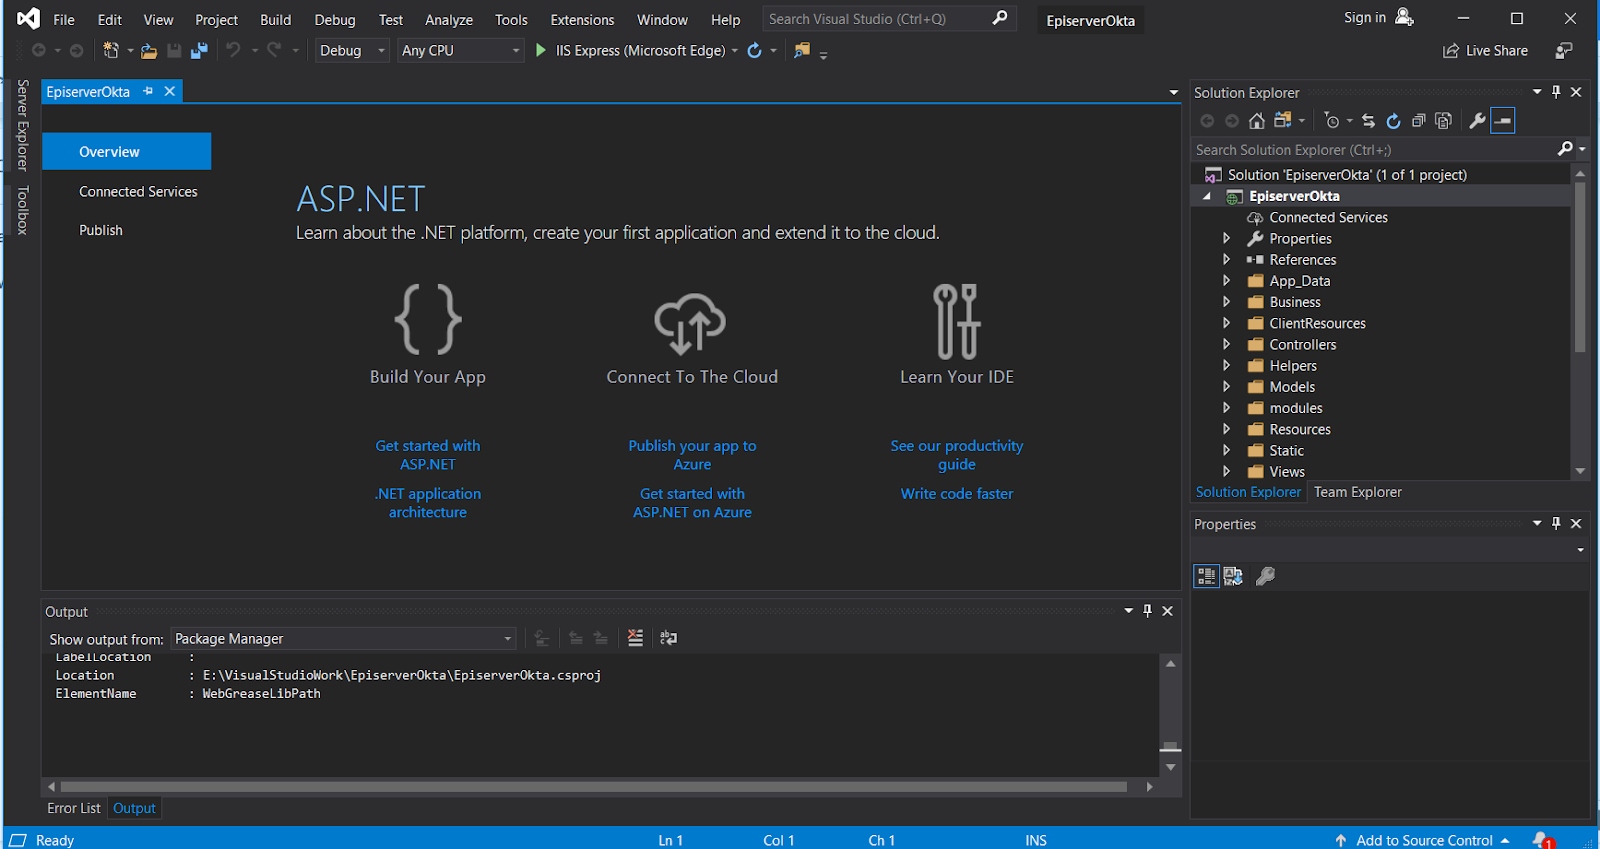 File Edit View Project Build Debug Test Analyze Tools Extensions Window Help Search Visual Studio (Ctrl+Q) EpiserverOkta Sign in
Debug Any CPU IIS Express (Microsoft Edge) Live Share
Server Explorer
Toolbox
EpiserverOkta
Overview
Connected Services
Publish
ASP.NET
Learn about the .NET platform, create your first application and extend it to the cloud.
Build Your App
Get started with
ASP.NET
.NET application
architecture
Connect To The Cloud
Publish your app to
Azure
Get started with
ASP.NET on Azure
Learn Your IDE
See our productivity
guide
Write code faster
Output
Show output from: Package Manager
LabelLocation :
Location : E:\VisualStudioWork\EpiserverOkta\EpiserverOkta.csproj
ElementName : WebGreaseLibPath
Error List Output
Solution Explorer
Search Solution Explorer (Ctrl+;)
Solution 'EpiserverOkta' (1 of 1 project)
EpiserverOkta
Connected Services
Properties
References
App_Data
Business
ClientResources
Controllers
Helpers
Models
modules
Resources
Static
Views
Solution Explorer Team Explorer
Properties
Ready Ln 1 Col 1 Ch 1 INS Add to Source Control 1